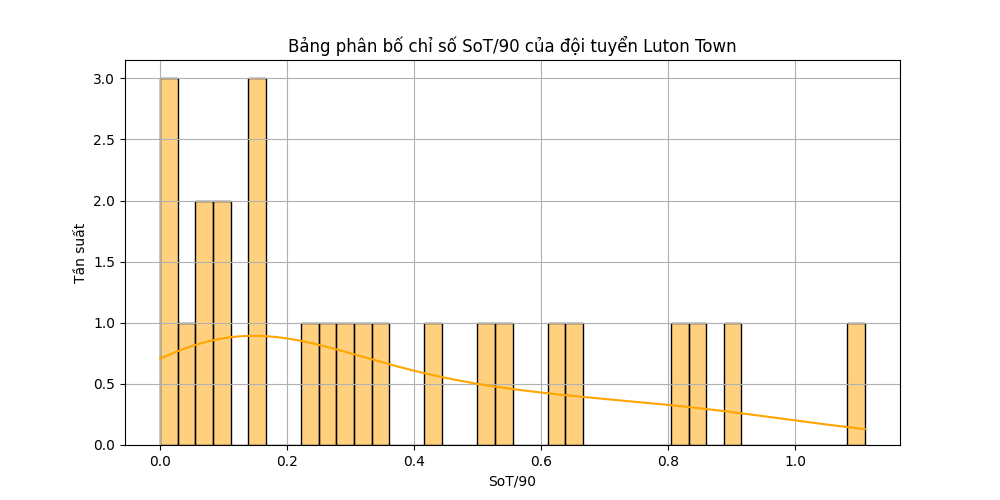 Bảng phân bố chỉ số SoT/90 của đội tuyển Luton Town
Tần suất
3.0
2.5
2.0
1.5
1.0
0.5
0.0
0.0 0.2 0.4 0.6 0.8 1.0
SoT/90